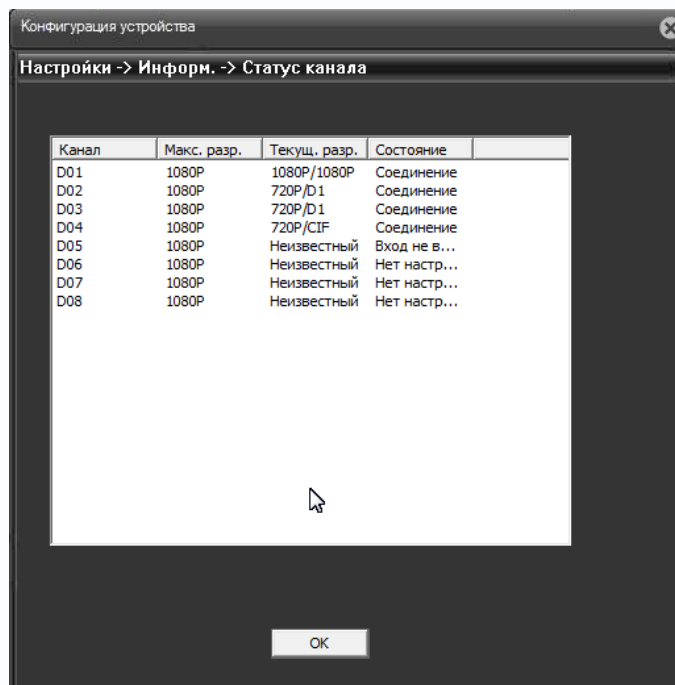 Конфигурация устройства
Настройки -> Информ. -> Статус канала
Канал Макс. разр. Текущ. разр. Состояние
D01 1080P 1080P/1080P Соединение
D02 1080P 720P/D1 Соединение
D03 1080P 720P/D1 Соединение
D04 1080P 720P/CIF Соединение
D05 1080P Неизвестный Вход не в...
D06 1080P Неизвестный Нет настр...
D07 1080P Неизвестный Нет настр...
D08 1080P Неизвестный Нет настр...
OK